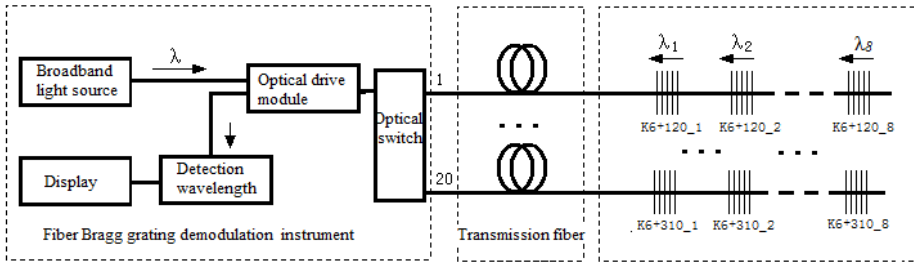 Broadband
light source
λ
Optical drive
module
Optical
switch
1
20
Display
Detection
wavelength
Fiber Bragg grating demodulation instrument
Transmission fiber
λ1
λ2
λ8
K6+120_1
K6+120_2
K6+120_8
K6+310_1
K6+310_2
K6+310_8